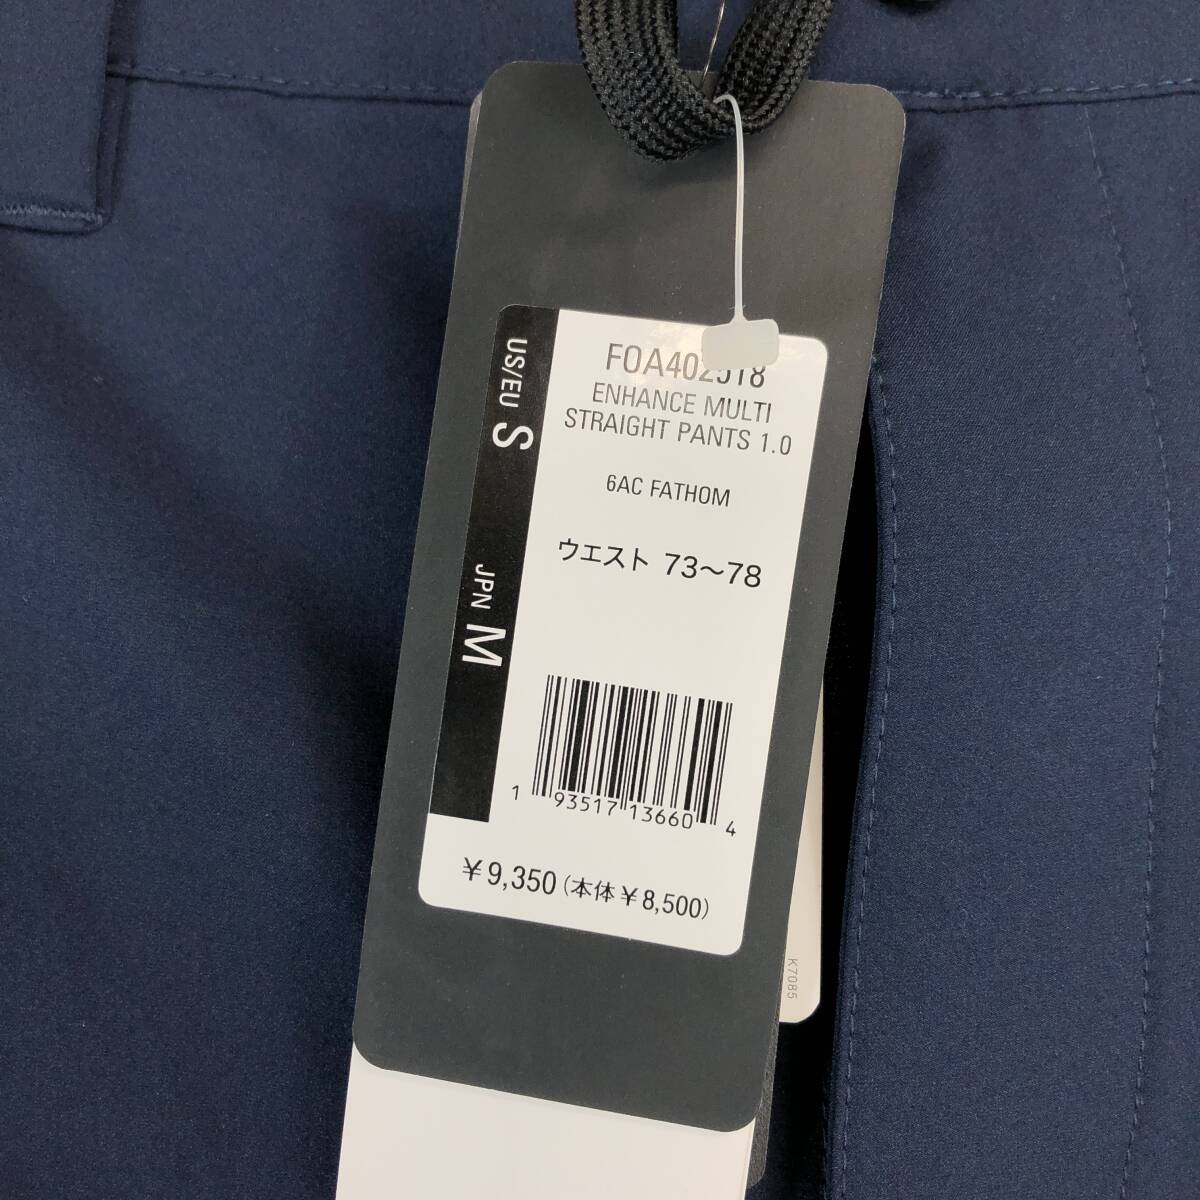 FOA402518
ENHANCE MULTI
STRAIGHT PANTS 1.0
6AC FATHOM
ウエスト 73～78
US/EU S
JPN M
1 93517 13660 4
￥9,350 (本体￥8,500)
K7085